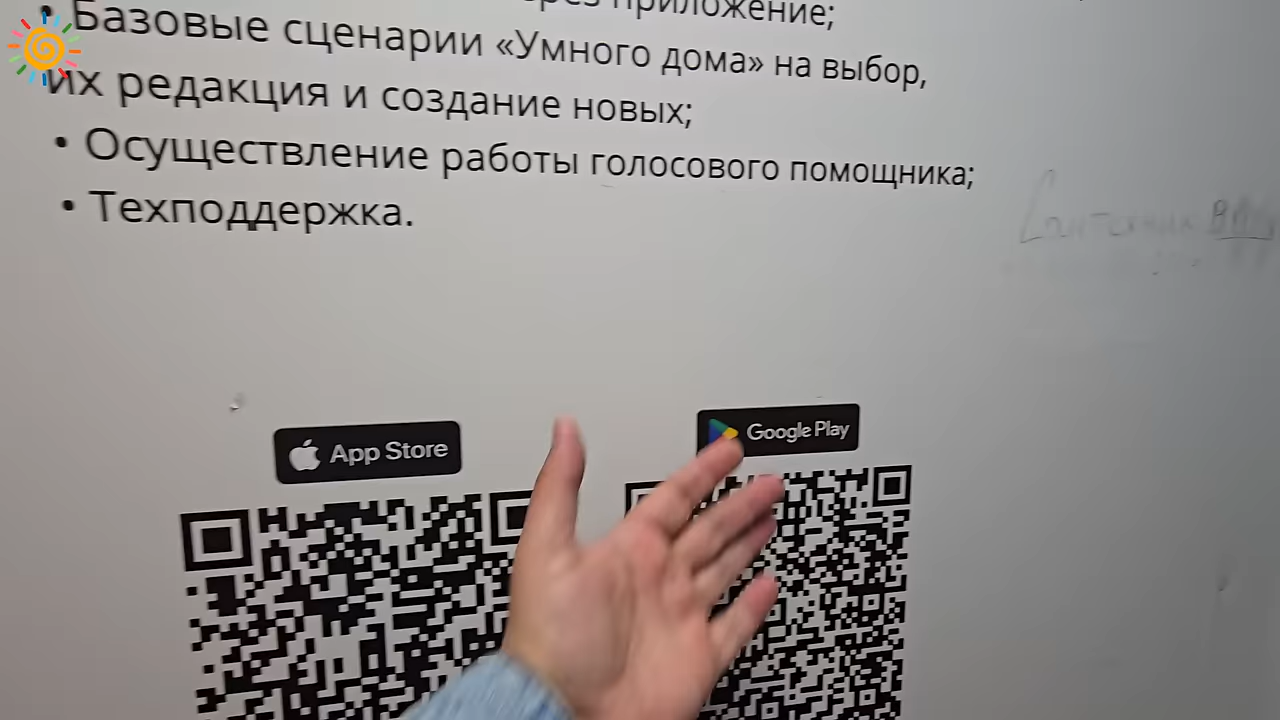 приложение;
• Базовые сценарии «Умного дома» на выбор,
их редакция и создание новых;
• Осуществление работы голосового помощника;
• Техподдержка.
App Store
Google Play